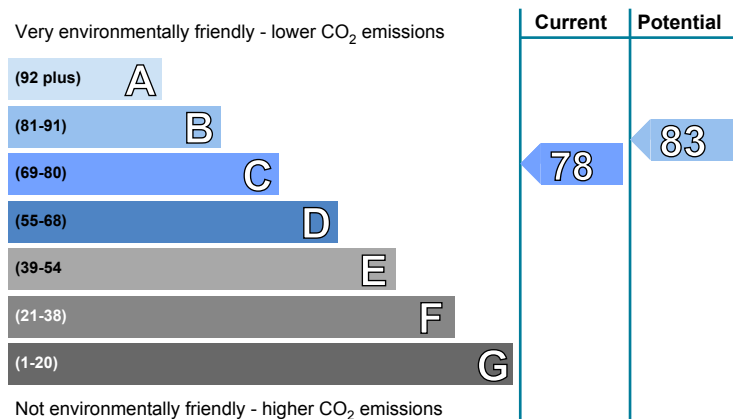 Very environmentally friendly - lower CO₂ emissions
Current
Potential
(92 plus) A
(81-91) B
(69-80) C
(55-68) D
(39-54 E
(21-38) F
(1-20) G
78
83
Not environmentally friendly - higher CO₂ emissions